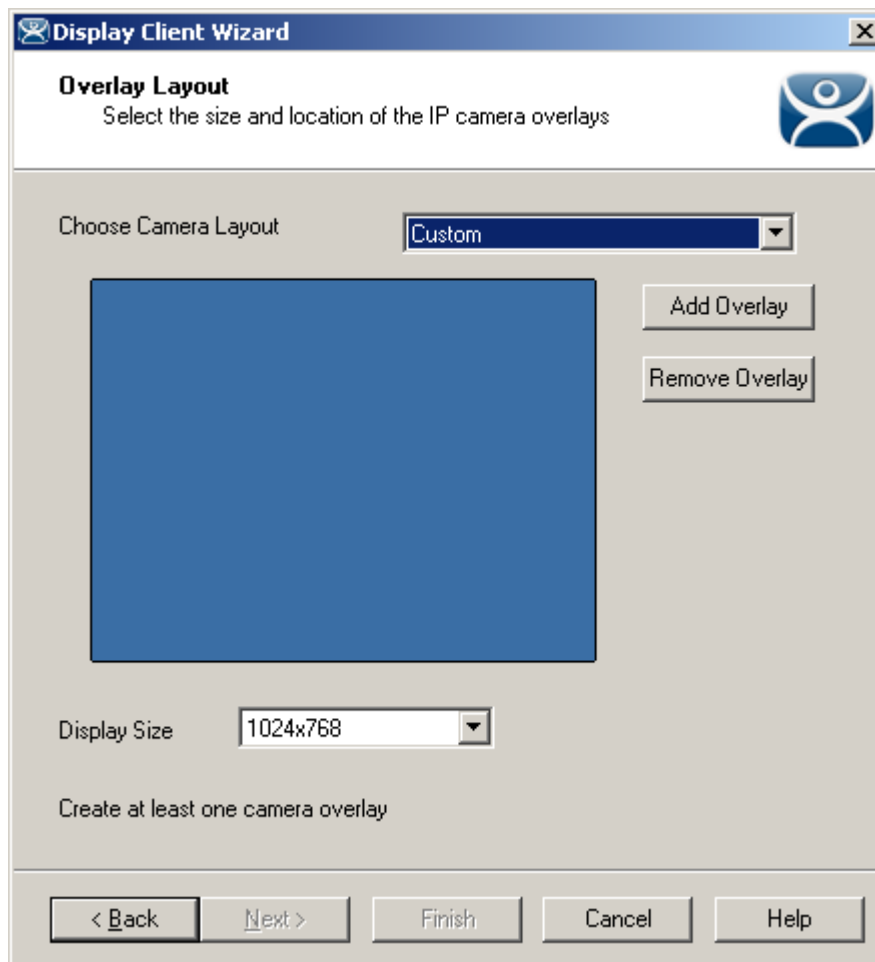 Display Client Wizard
Overlay Layout
Select the size and location of the IP camera overlays
Choose Camera Layout
Custom
Add Overlay
Remove Overlay
Display Size
1024x768
Create at least one camera overlay
< Back
Next >
Finish
Cancel
Help